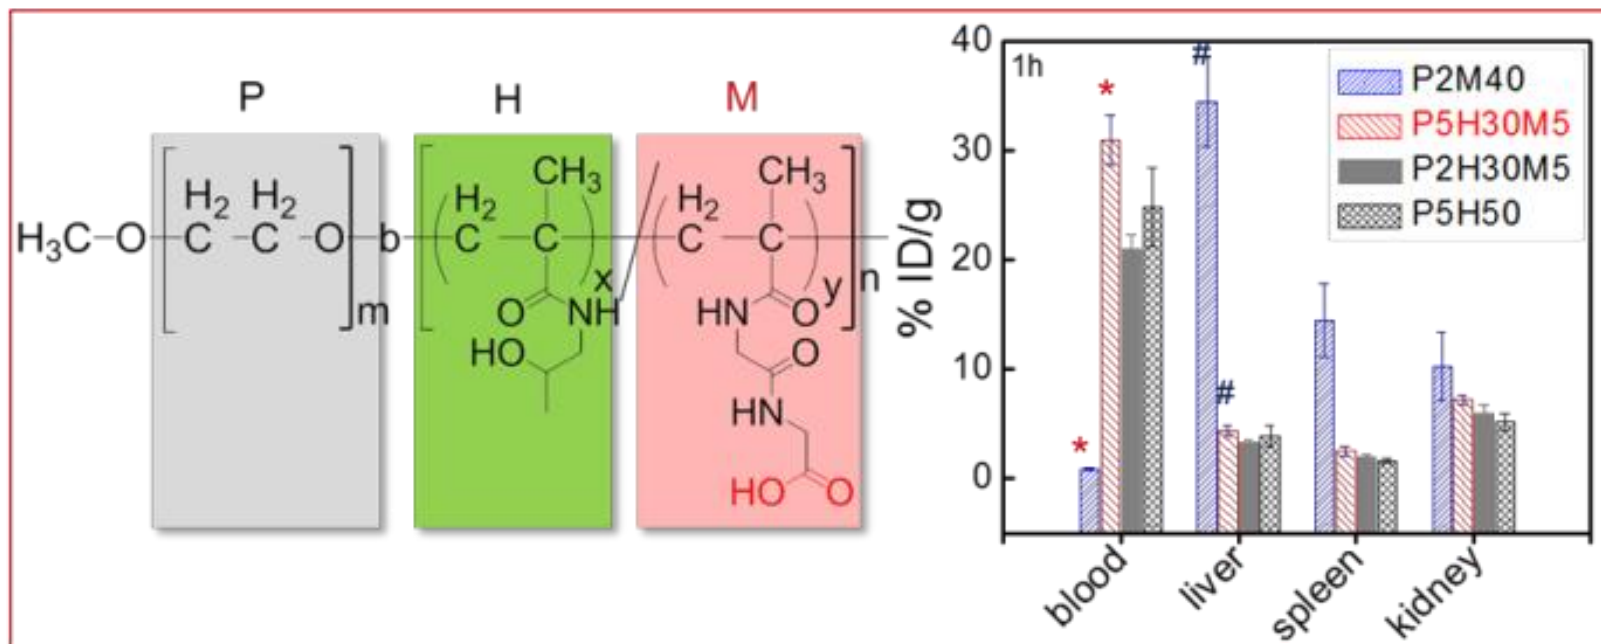 P H M
CH3 CH3
H2 H2 H2 H2
H3C O C C O b C C C C
m x y n
O NH HN O
HO O
HN
HO O
40
30
20
10
0
% ID/g
1h
# *
* #
P2M40
P5H30M5
P2H30M5
P5H50
blood
liver
spleen
kidney